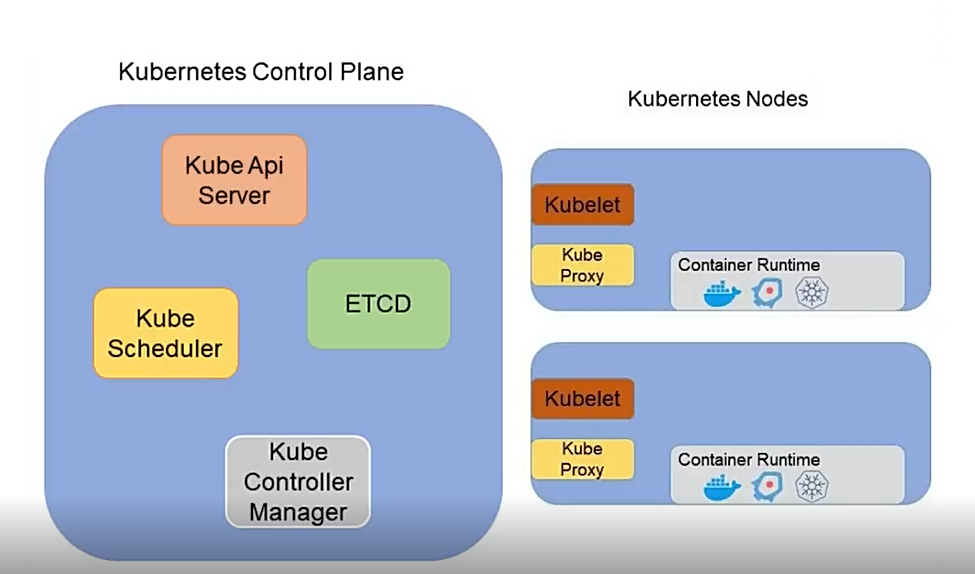 Kubernetes Control Plane
Kube Api
Server
ETCD
Kube
Scheduler
Kube
Controller
Manager
Kubernetes Nodes
Kubelet
Kube
Proxy
Container Runtime
Kubelet
Kube
Proxy
Container Runtime